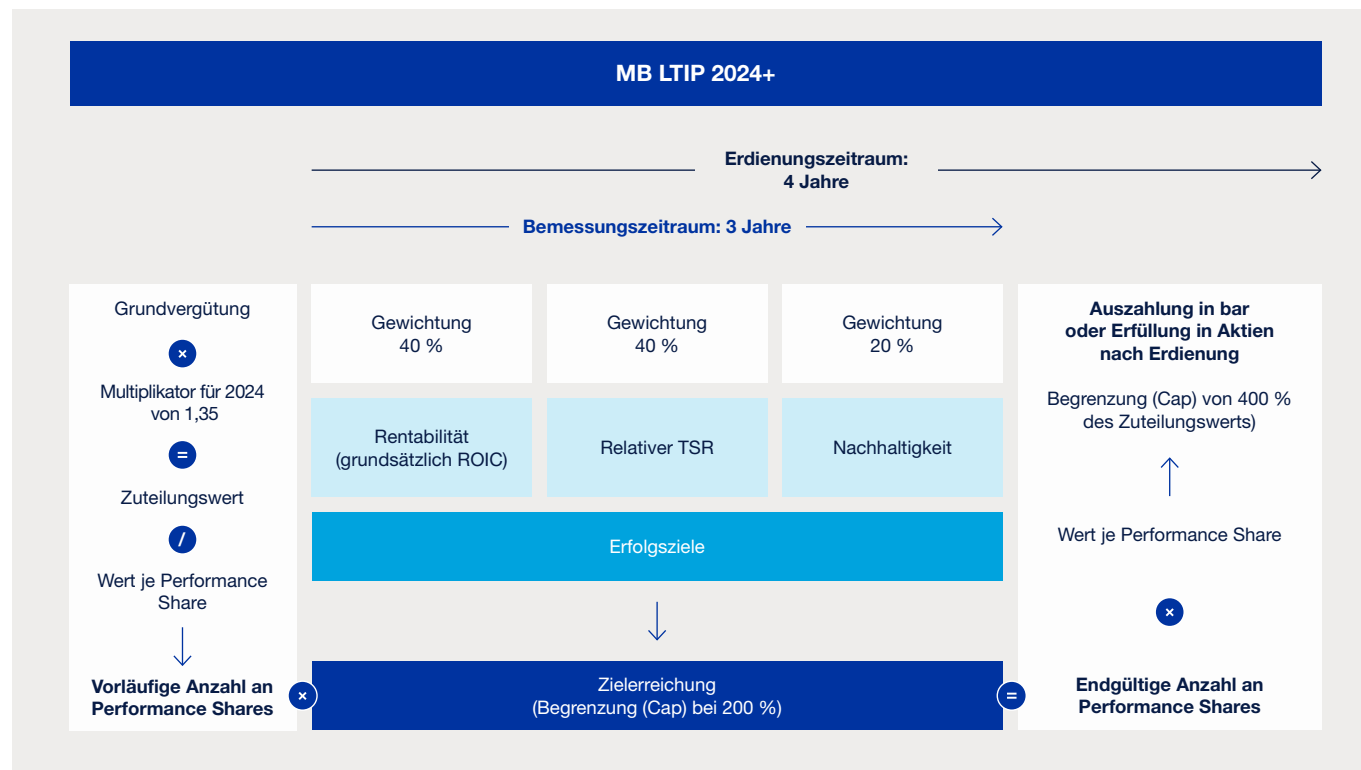 MB LTIP 2024+
Erdienungszeitraum:
4 Jahre
Bemessungszeitraum: 3 Jahre
Grundvergütung
×
Multiplikator für 2024
von 1,35
=
Zuteilungswert
/
Wert je Performance
Share
Vorläufige Anzahl an
Performance Shares
×
Gewichtung
40 %
Rentabilität
(grundsätzlich ROIC)
Gewichtung
40 %
Relativer TSR
Gewichtung
20 %
Nachhaltigkeit
Erfolgsziele
Zielerreichung
(Begrenzung (Cap) bei 200 %)
=
Auszahlung in bar
oder Erfüllung in Aktien
nach Erdienung
Begrenzung (Cap) von 400 %
des Zuteilungswerts)
Wert je Performance Share
×
Endgültige Anzahl an
Performance Shares